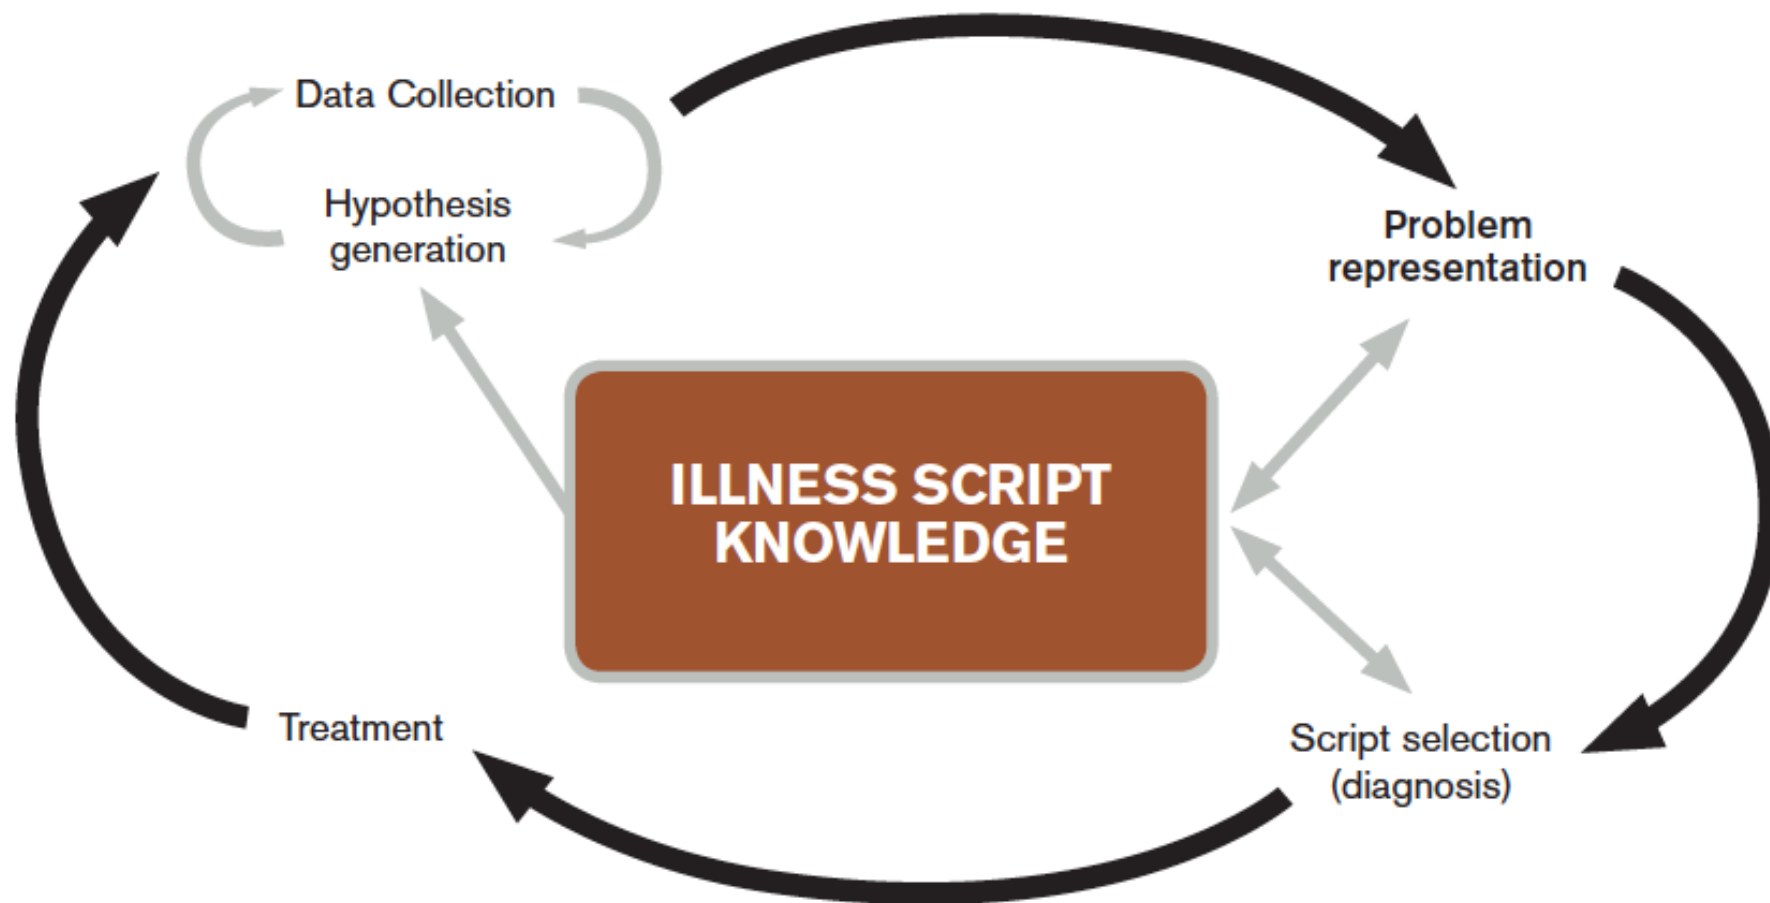 Data Collection
Hypothesis
generation
Problem
representation
ILLNESS SCRIPT
KNOWLEDGE
Treatment
Script selection
(diagnosis)